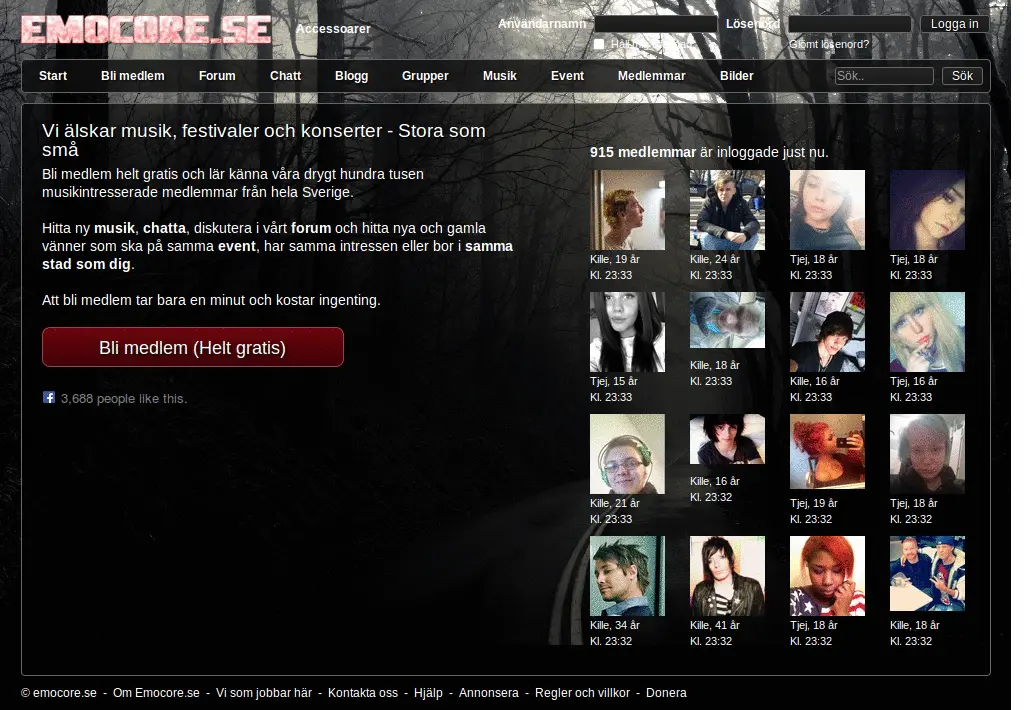 EMOCORE.SE
Accessoarer
Användarnamn
Lösenord
Logga in
Glömt lösenord?
Start Bli medlem Forum Chatt Blogg Grupper Musik Event Medlemmar Bilder Sök.. Sök
Vi älskar musik, festivaler och konserter - Stora som
små
Bli medlem helt gratis och lär känna våra drygt hundra tusen
musikintresserade medlemmar från hela Sverige.
Hitta ny musik, chatta, diskutera i vårt forum och hitta nya och gamla
vänner som ska på samma event, har samma intressen eller bor i samma
stad som dig.
Att bli medlem tar bara en minut och kostar ingenting.
Bli medlem (Helt gratis)
3,688 people like this.
915 medlemmar är inloggade just nu.
Kille, 19 år Kille, 24 år Tjej, 18 år Tjej, 18 år
Kl. 23:33 Kl. 23:33 Kl. 23:33 Kl. 23:33
Tjej, 15 år Kille, 18 år Kille, 16 år Tjej, 16 år
Kl. 23:33 Kl. 23:33 Kl. 23:33 Kl. 23:33
Kille, 21 år Kille, 16 år Tjej, 19 år Tjej, 18 år
Kl. 23:33 Kl. 23:32 Kl. 23:32 Kl. 23:32
Kille, 34 år Kille, 41 år Tjej, 18 år Kille, 18 år
Kl. 23:32 Kl. 23:32 Kl. 23:32 Kl. 23:32
© emocore.se - Om Emocore.se - Vi som jobbar här - Kontakta oss - Hjälp - Annonsera - Regler och villkor - Donera